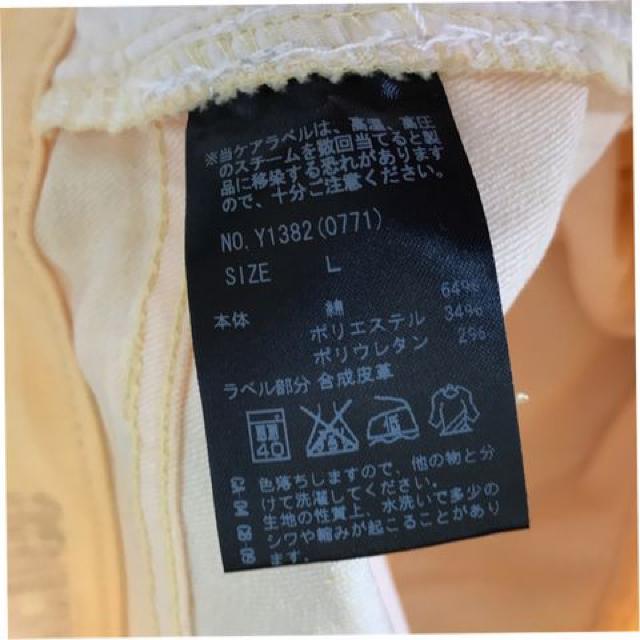 ※当ケアラベルは、高温、高圧
のスチームを数回当てると製
品に移染する恐れがあります
ので、十分ご注意ください。
NO.Y1382(0771)
SIZE L
本体 綿 64%
ポリエステル 34%
ポリウレタン 2%
ラベル部分 合成皮革
40
色落ちしますので、他の物と分
けて洗濯してください。
生地の性質上、水洗いで多少の
シワや縮みが起こることがあり
ます。